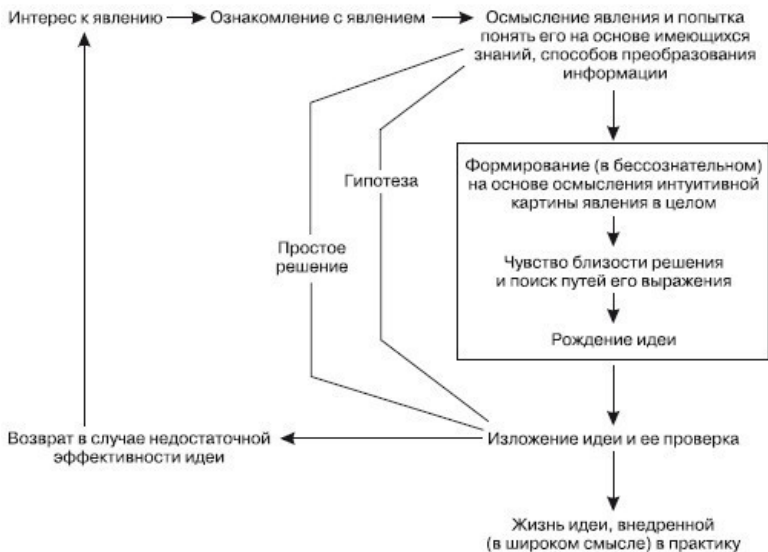 Интерес к явлению
Ознакомление с явлением
Осмысление явления и попытка
понять его на основе имеющихся
знаний, способов преобразования
информации
Формирование (в бессознательном)
на основе осмысления интуитивной
картины явления в целом
Гипотеза
Простое
решение
Чувство близости решения
и поиск путей его выражения
Рождение идеи
Возврат в случае недостаточной
эффективности идеи
Изложение идеи и ее проверка
Жизнь идеи, внедренной
(в широком смысле) в практику